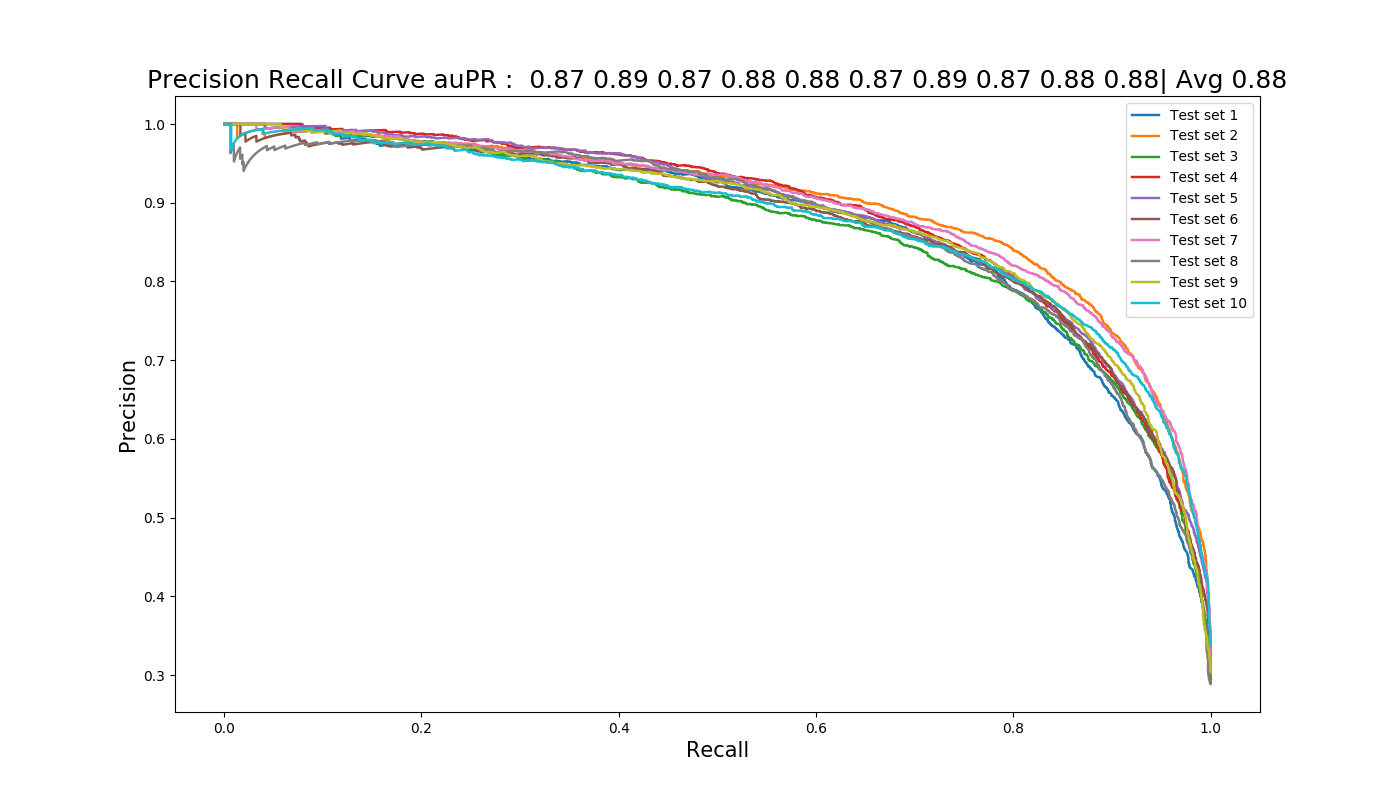 Precision Recall Curve auPR :  0.87 0.89 0.87 0.88 0.88 0.87 0.89 0.87 0.88 0.88| Avg 0.88
Test set 1
Test set 2
Test set 3
Test set 4
Test set 5
Test set 6
Test set 7
Test set 8
Test set 9
Test set 10
1.0
0.9
0.8
0.7
0.6
0.5
0.4
0.3
Precision
0.0 0.2 0.4 0.6 0.8 1.0
Recall